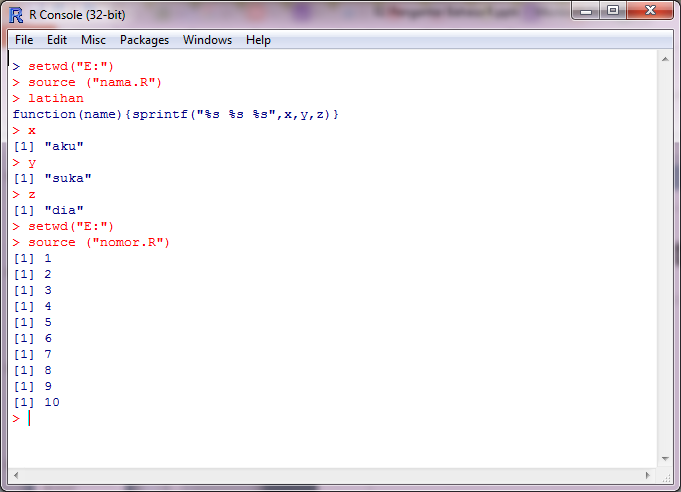 R Console (32-bit)
File Edit Misc Packages Windows Help
> setwd("E:")
> source ("nama.R")
> latihan
function(name){sprintf("%s %s %s",x,y,z)}
> x
[1] "aku"
> y
[1] "suka"
> z
[1] "dia"
> setwd("E:")
> source ("nomor.R")
[1] 1
[1] 2
[1] 3
[1] 4
[1] 5
[1] 6
[1] 7
[1] 8
[1] 9
[1] 10
>